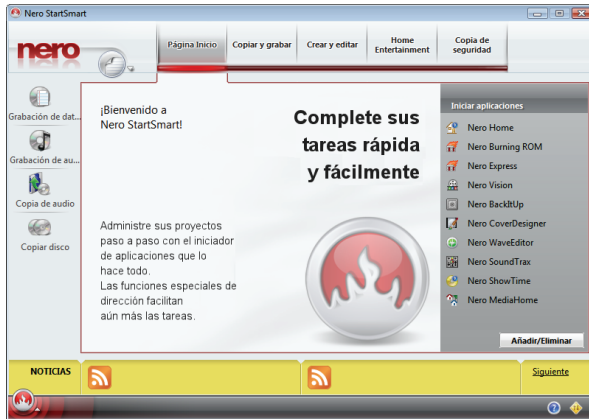 Nero StartSmart
nero
Página Inicio
Copiar y grabar
Crear y editar
Home
Entertainment
Copia de
seguridad
Grabación de dat...
Grabación de au...
Copia de audio
Copiar disco
¡Bienvenido a
Nero StartSmart!
Complete sus
tareas rápida
y fácilmente
Administre sus proyectos
paso a paso con el iniciador
de aplicaciones que lo
hace todo.
Las funciones especiales de
dirección facilitan
aún más las tareas.
Iniciar aplicaciones
Nero Home
Nero Burning ROM
Nero Express
Nero Vision
Nero BackItUp
Nero CoverDesigner
Nero WaveEditor
Nero SoundTrax
Nero ShowTime
Nero MediaHome
Añadir/Eliminar
NOTICIAS
Siguiente